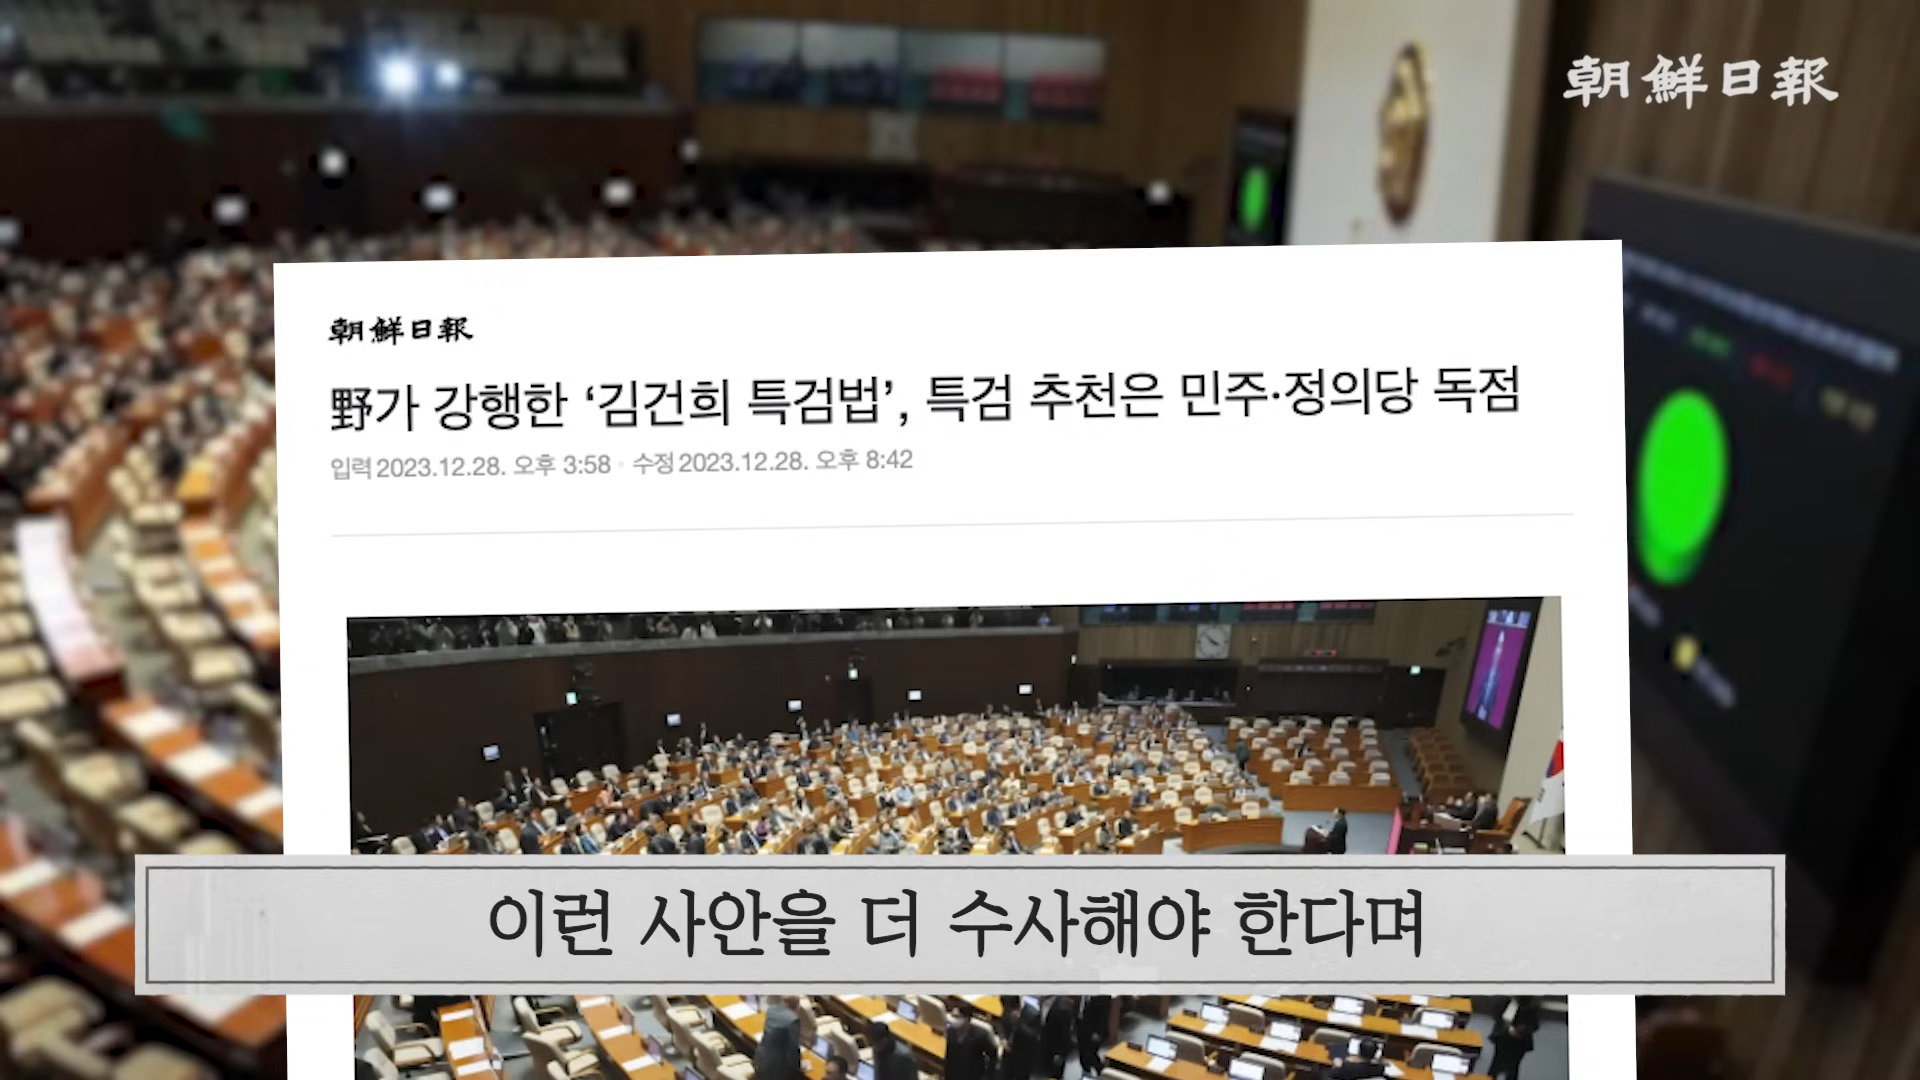 朝鮮日報
朝鮮日報
野가 강행한 ‘김건희 특검법’, 특검 추천은 민주·정의당 독점
입력 2023.12.28. 오후 3:58 · 수정 2023.12.28. 오후 8:42
이런 사안을 더 수사해야 한다며